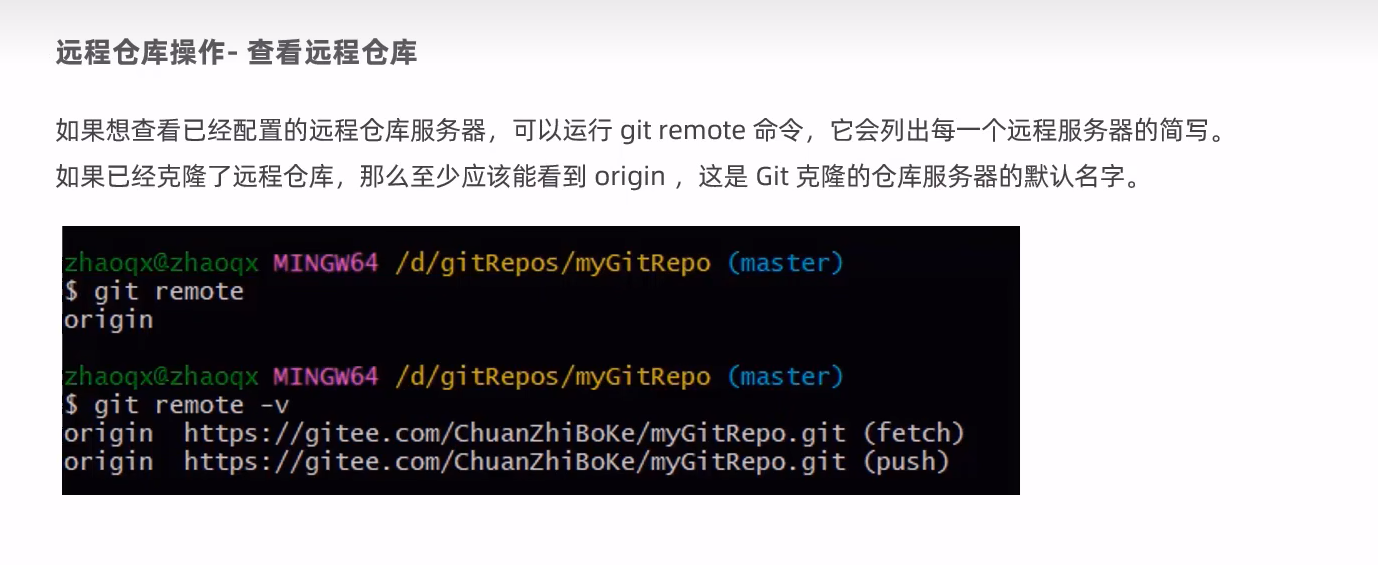 远程仓库操作- 查看远程仓库
如果想查看已经配置的远程仓库服务器，可以运行 git remote 命令，它会列出每一个远程服务器的简写。
如果已经克隆了远程仓库，那么至少应该能看到 origin ，这是 Git 克隆的仓库服务器的默认名字。
zhaoqx@zhaoqx MINGW64 /d/gitRepos/myGitRepo (master)
$ git remote
origin
zhaoqx@zhaoqx MINGW64 /d/gitRepos/myGitRepo (master)
$ git remote -v
origin  https://gitee.com/ChuanZhiBoKe/myGitRepo.git (fetch)
origin  https://gitee.com/ChuanZhiBoKe/myGitRepo.git (push)